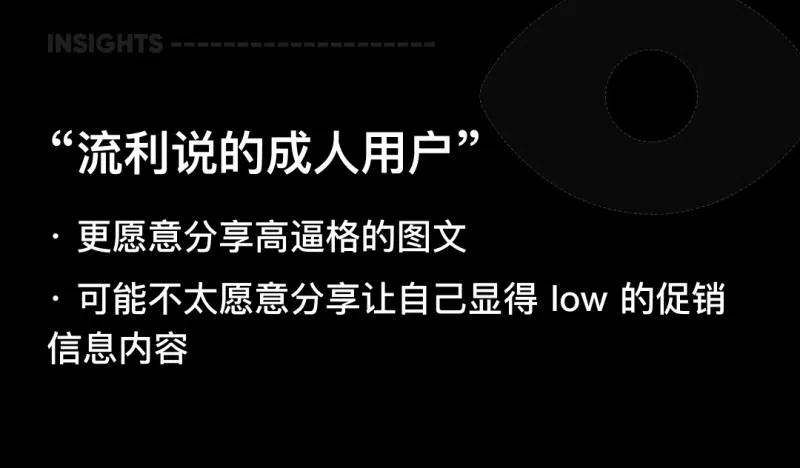 INSIGHTS ---------------------
“流利说的成人用户”
· 更愿意分享高逼格的图文
· 可能不太愿意分享让自己显得 low 的促销
信息内容